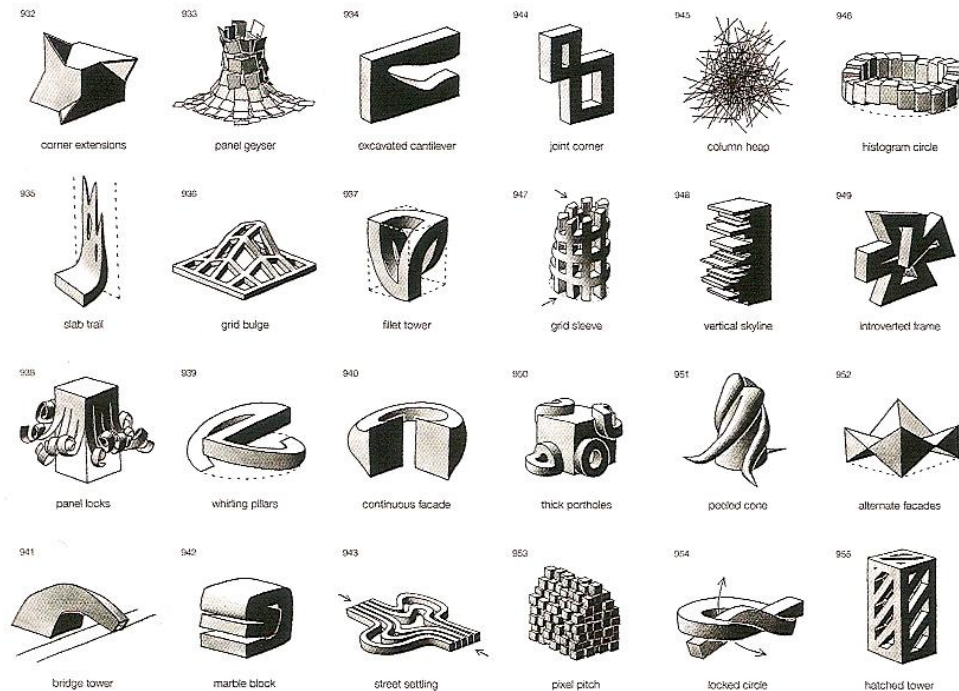 932 933 934 944 945 946
corner extensions panel geyser excavated cantilever joint corner column heap histogram circle
935 936 937 947 948 949
slab trail grid bulge fillet tower grid sleeve vertical skyline introverted frame
938 939 940 950 951 952
panel locks whirling pillars continuous facade thick portholes peeled cone alternate facades
941 942 943 953 954 955
bridge tower marble block street settling pixel pitch locked circle hatched tower